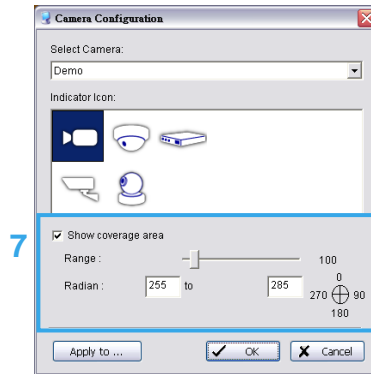 Camera Configuration
Select Camera:
Demo
Indicator Icon:
7
Show coverage area
Range : 100
Radian : 255 to 285
0
270 90
180
Apply to ... OK Cancel